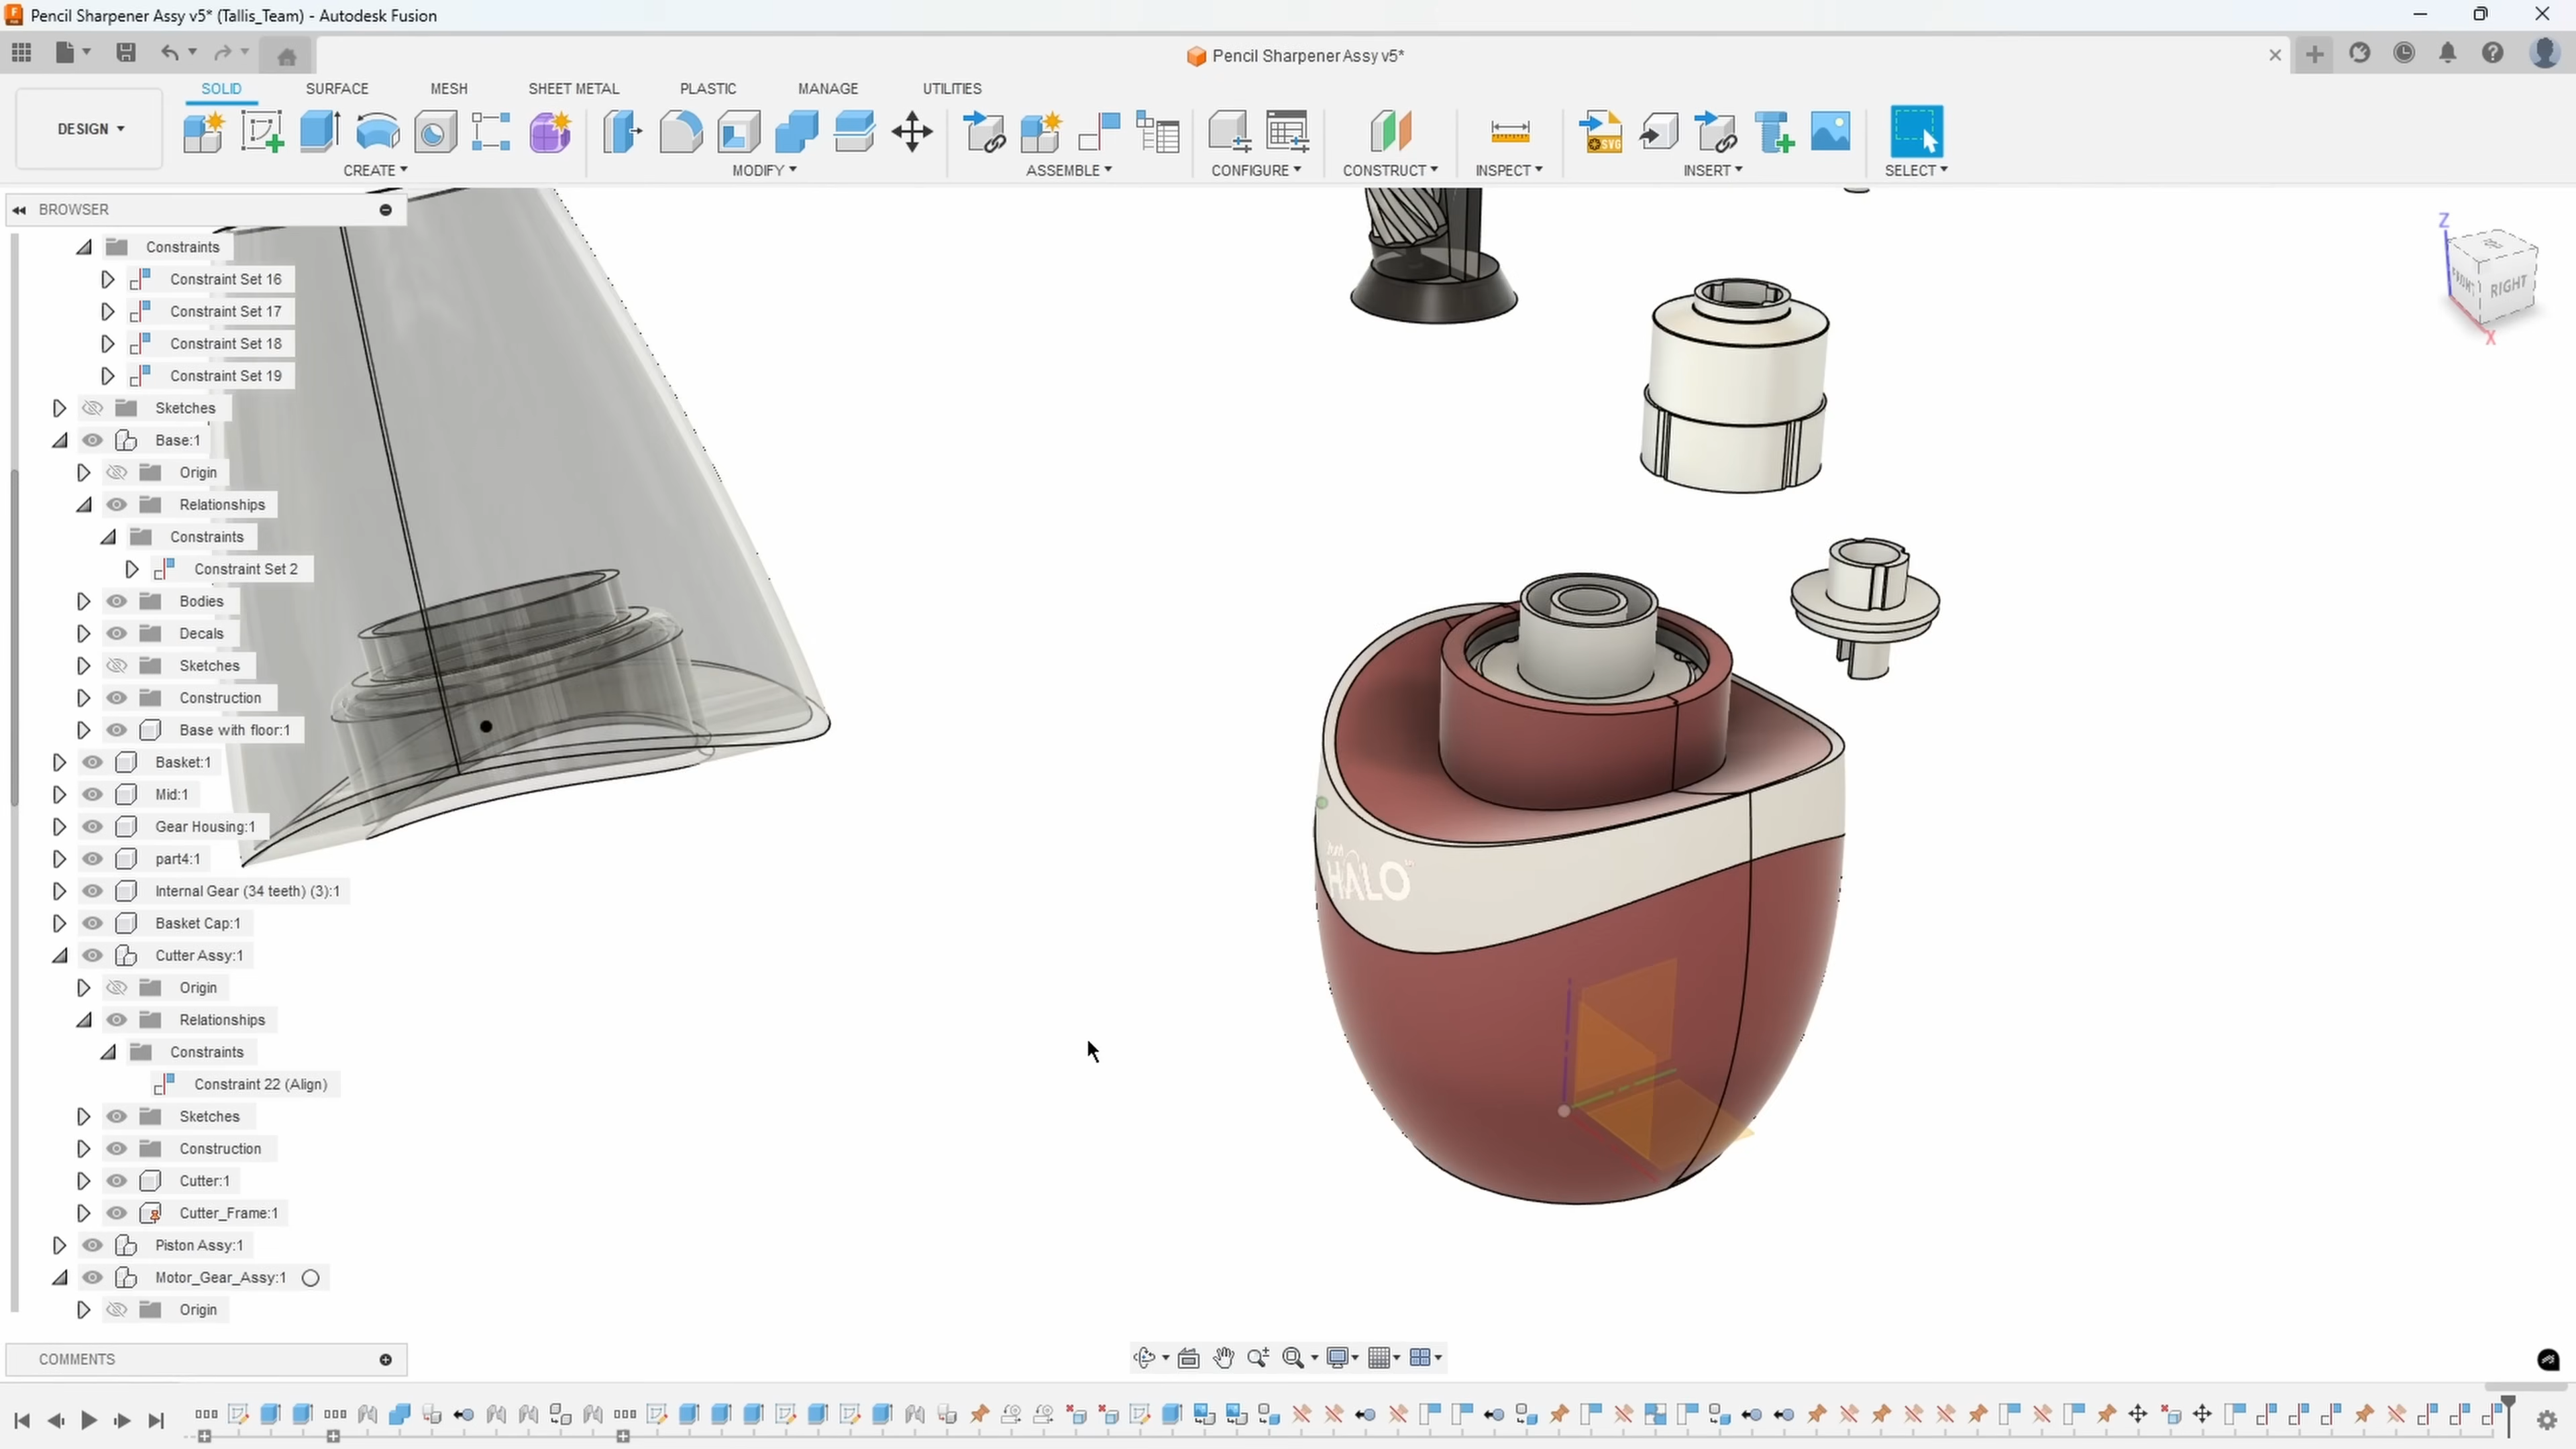 Pencil Sharpener Assy v5* (Tallis_Team) - Autodesk Fusion
Pencil Sharpener Assy v5*
SOLID SURFACE MESH SHEET METAL PLASTIC MANAGE UTILITIES
DESIGN
SVG
CREATE MODIFY ASSEMBLE CONFIGURE CONSTRUCT INSPECT INSERT SELECT
BROWSER
Constraints
Constraint Set 16
Constraint Set 17
Constraint Set 18
Constraint Set 19
Sketches
Base:1
Origin
Relationships
Constraints
Constraint Set 2
Bodies
Decals
Sketches
Construction
Base with floor:1
Basket:1
Mid:1
Gear Housing:1
part4:1
Internal Gear (34 teeth) (3):1
Basket Cap:1
Cutter Assy:1
Origin
Relationships
Constraints
Constraint 22 (Align)
Sketches
Construction
Cutter:1
Cutter_Frame:1
Piston Assy:1
Motor_Gear_Assy:1
Origin
Z
RIGHT
X
HALO
COMMENTS